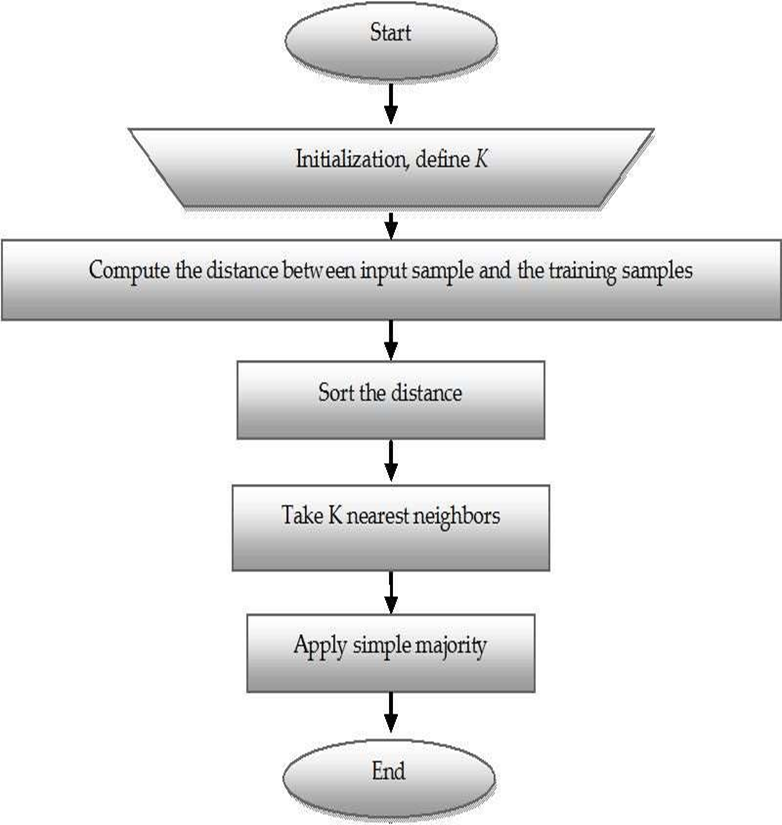 Start
Initialization, define K
Compute the distance between input sample and the training samples
Sort the distance
Take K nearest neighbors
Apply simple majority
End